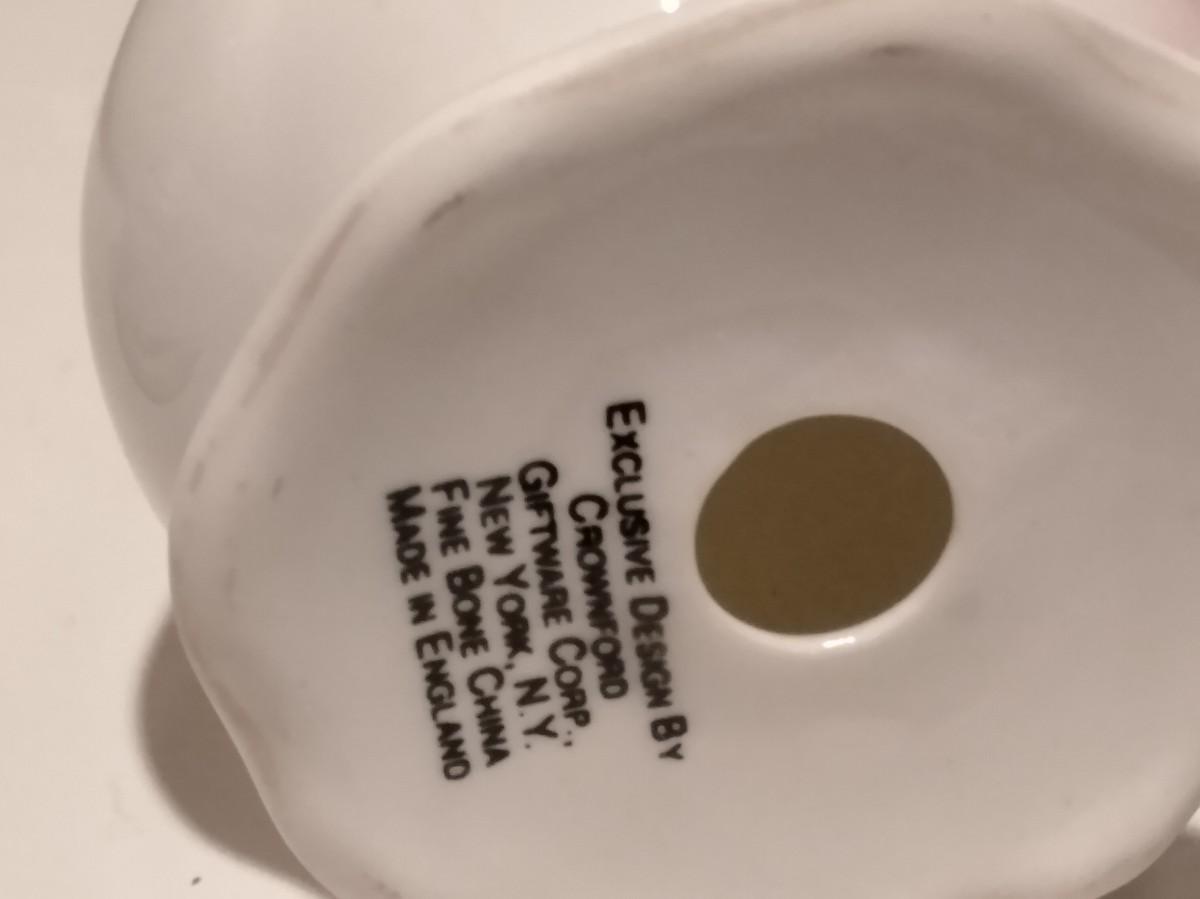 EXCLUSIVE DESIGN BY
CROWNFORD
GIFTWARE CORP.,
NEW YORK, N.Y.
FINE BONE CHINA
MADE IN ENGLAND